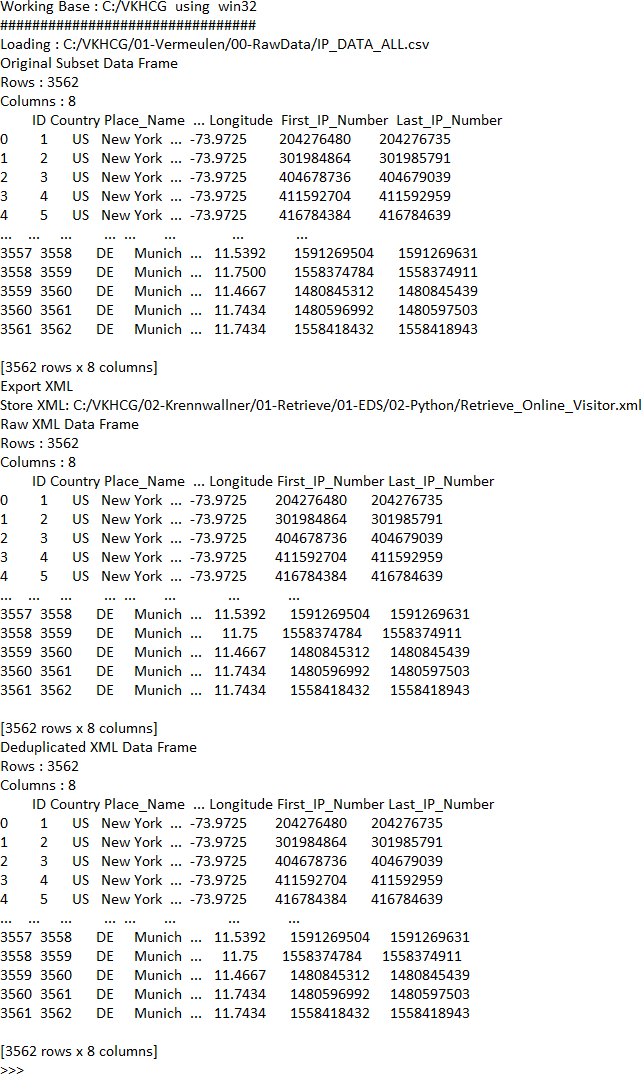 Working Base : C:/VKHCG  using  win32
################################
Loading : C:/VKHCG/01-Vermeulen/00-RawData/IP_DATA_ALL.csv
Original Subset Data Frame
Rows : 3562
Columns : 8
ID Country Place_Name ... Longitude First_IP_Number Last_IP_Number
0 1 US New York ... -73.9725 204276480 204276735
1 2 US New York ... -73.9725 301984864 301985791
2 3 US New York ... -73.9725 404678736 404679039
3 4 US New York ... -73.9725 411592704 411592959
4 5 US New York ... -73.9725 416784384 416784639
... ... ... ... ... ... ... ...
3557 3558 DE Munich ... 11.5392 1591269504 1591269631
3558 3559 DE Munich ... 11.7500 1558374784 1558374911
3559 3560 DE Munich ... 11.4667 1480845312 1480845439
3560 3561 DE Munich ... 11.7434 1480596992 1480597503
3561 3562 DE Munich ... 11.7434 1558418432 1558418943
[3562 rows x 8 columns]
Export XML
Store XML: C:/VKHCG/02-Krennwallner/01-Retrieve/01-EDS/02-Python/Retrieve_Online_Visitor.xml
Raw XML Data Frame
Rows : 3562
Columns : 8
ID Country Place_Name ... Longitude First_IP_Number Last_IP_Number
0 1 US New York ... -73.9725 204276480 204276735
1 2 US New York ... -73.9725 301984864 301985791
2 3 US New York ... -73.9725 404678736 404679039
3 4 US New York ... -73.9725 411592704 411592959
4 5 US New York ... -73.9725 416784384 416784639
... ... ... ... ... ... ... ...
3557 3558 DE Munich ... 11.5392 1591269504 1591269631
3558 3559 DE Munich ... 11.75 1558374784 1558374911
3559 3560 DE Munich ... 11.4667 1480845312 1480845439
3560 3561 DE Munich ... 11.7434 1480596992 1480597503
3561 3562 DE Munich ... 11.7434 1558418432 1558418943
[3562 rows x 8 columns]
Deduplicated XML Data Frame
Rows : 3562
Columns : 8
ID Country Place_Name ... Longitude First_IP_Number Last_IP_Number
0 1 US New York ... -73.9725 204276480 204276735
1 2 US New York ... -73.9725 301984864 301985791
2 3 US New York ... -73.9725 404678736 404679039
3 4 US New York ... -73.9725 411592704 411592959
4 5 US New York ... -73.9725 416784384 416784639
... ... ... ... ... ... ... ...
3557 3558 DE Munich ... 11.5392 1591269504 1591269631
3558 3559 DE Munich ... 11.75 1558374784 1558374911
3559 3560 DE Munich ... 11.4667 1480845312 1480845439
3560 3561 DE Munich ... 11.7434 1480596992 1480597503
3561 3562 DE Munich ... 11.7434 1558418432 1558418943
[3562 rows x 8 columns]
>>>